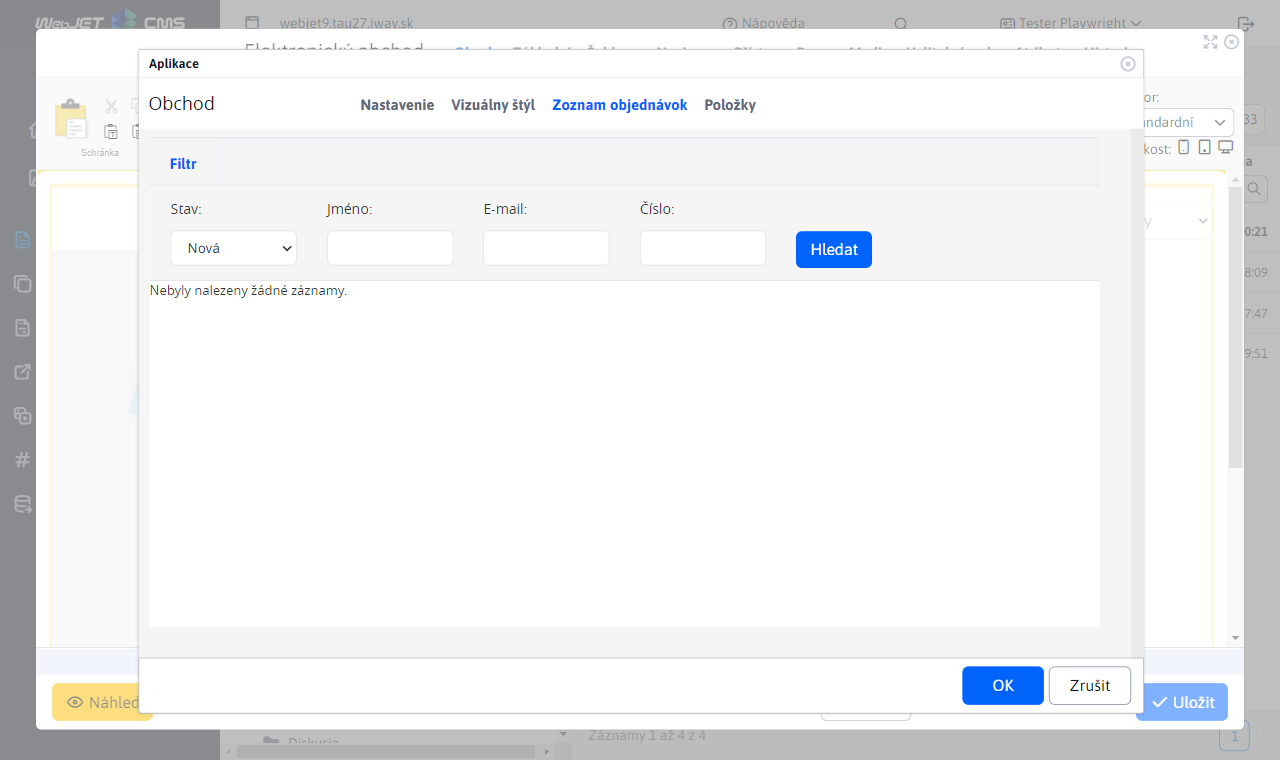 WebJET CMS
webjet9.tau27.iway.sk
Nápověda
Tester Playwright
Aplikace
Obchod
Nastavenie
Vizuálny štýl
Zoznam objednávok
Položky
Schránka
ndardní
kost:
Filtr
Stav:
Jméno:
E-mail:
Číslo:
Nová
Hledat
Nebyly nalezeny žádné záznamy.
0:21
8:09
7:47
9:51
OK
Zrušit
Náhled
Uložit
Diskusia
Záznamy 1 až 4 z 4
1